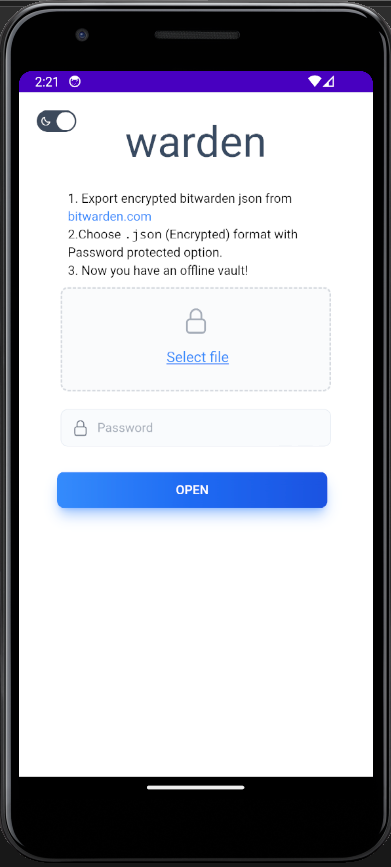 2:21
warden
1. Export encrypted bitwarden json from
bitwarden.com
2.Choose .json (Encrypted) format with
Password protected option.
3. Now you have an offline vault!
Select file
Password
OPEN